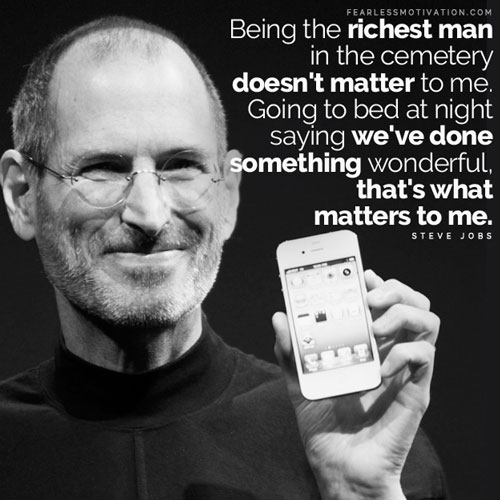 FEARLESSMOTIVATION.COM
Being the richest man
in the cemetery
doesn't matter to me.
Going to bed at night
saying we've done
something wonderful,
that's what
matters to me.
STEVE JOBS